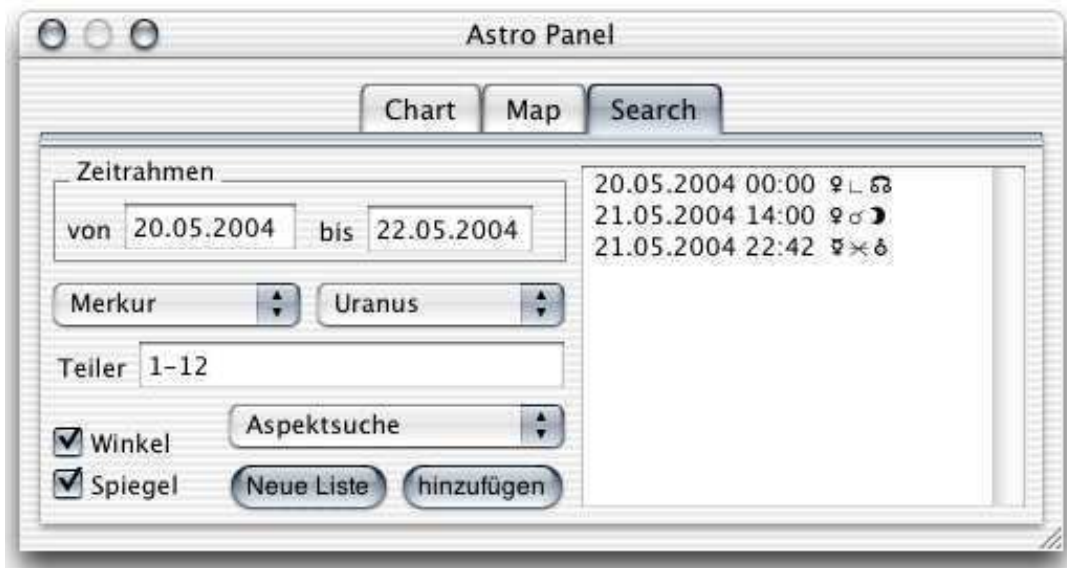 Astro Panel
Chart Map Search
Zeitrahmen
von 20.05.2004 bis 22.05.2004
Merkur Uranus
Teiler 1-12
Winkel Aspektsuche
Spiegel Neue Liste hinzufügen
20.05.2004 00:00 ♀∟☊
21.05.2004 14:00 ♀☌☽
21.05.2004 22:42 ☿⚺⛢